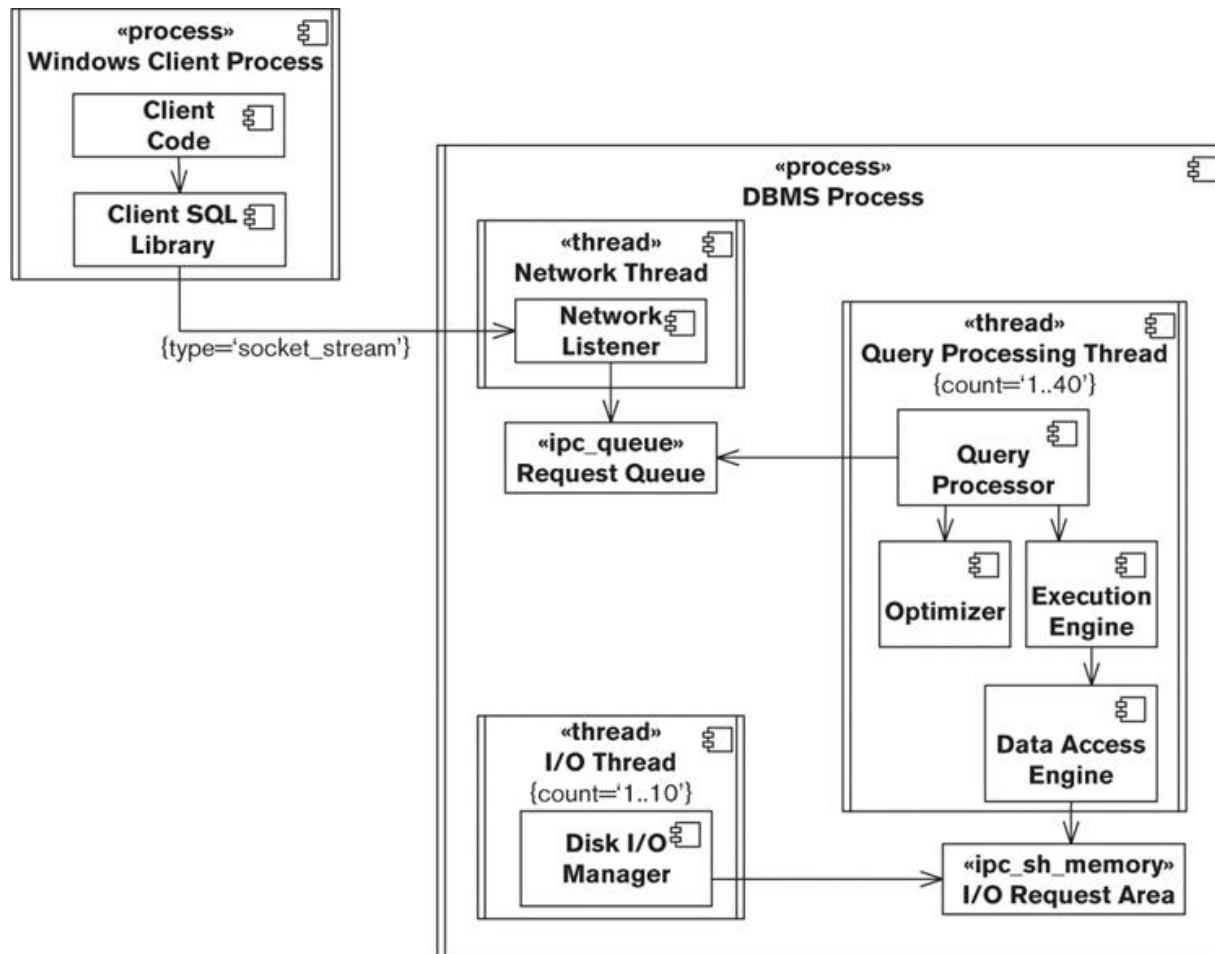 «process»
Windows Client Process
Client
Code
Client SQL
Library
{type=‘socket_stream’}
«process»
DBMS Process
«thread»
Network Thread
Network
Listener
«ipc_queue»
Request Queue
«thread»
Query Processing Thread
{count=‘1..40’}
Query
Processor
Optimizer
Execution
Engine
Data Access
Engine
«thread»
I/O Thread
{count=‘1..10’}
Disk I/O
Manager
«ipc_sh_memory»
I/O Request Area